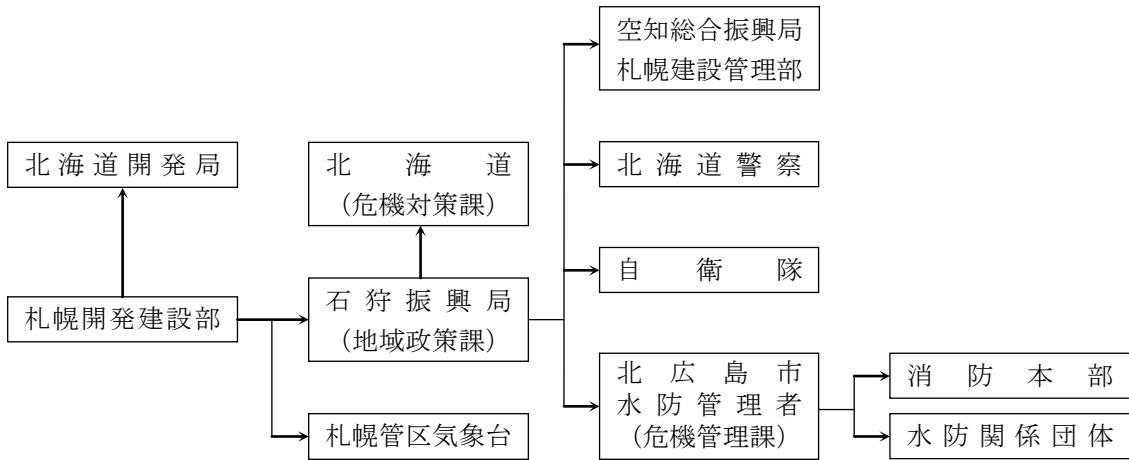 空知総合振興局
札幌建設管理部
北海道開発局
北海道
(危機対策課)
北海道警察
自衛隊
札幌開発建設部
石狩振興局
(地域政策課)
北広島市
水防管理者
(危機管理課)
消防本部
札幌管区気象台
水防関係団体